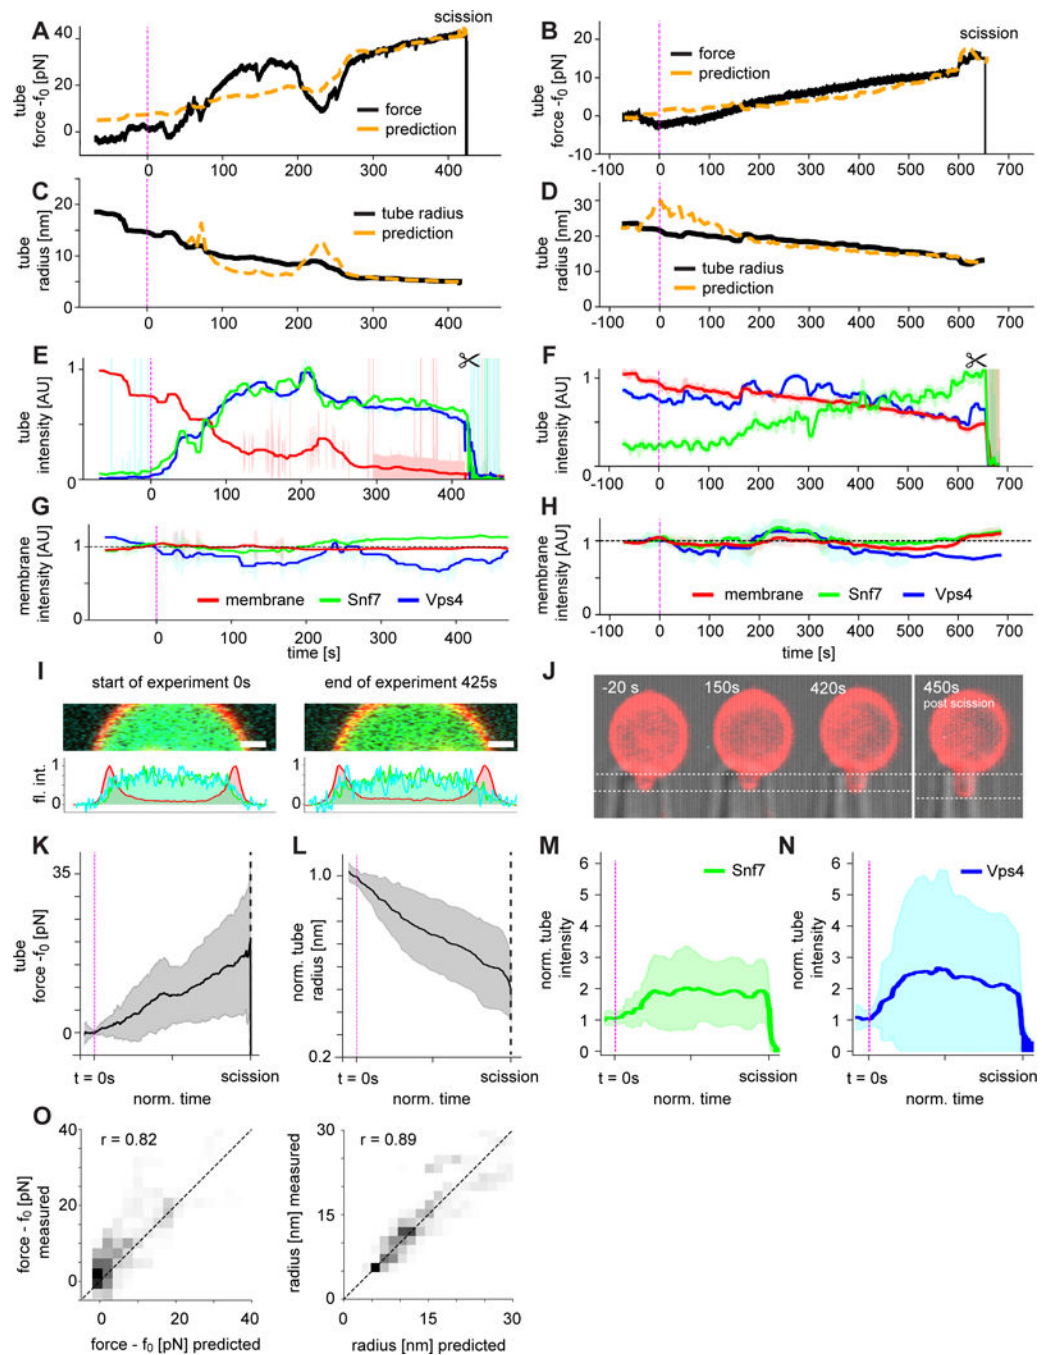 A
tube
force -f0 [pN]
40
20
0
scission
force
prediction
0
100
200
300
400
B
tube
force -f0 [pN]
20
10
0
-10
scission
force
prediction
0
100
200
300
400
500
600
700
C
tube
radius [nm]
20
10
0
tube radius
prediction
0
100
200
300
400
D
tube
radius [nm]
30
20
10
0
tube radius
prediction
-100
0
100
200
300
400
500
600
700
E
tube
intensity [AU]
1
0
0
100
200
300
400
F
tube
intensity [AU]
1
0
-100
0
100
200
300
400
500
600
700
G
membrane
intensity [AU]
1
0
membrane
Snf7
Vps4
0
100
200
300
400
time [s]
H
membrane
intensity [AU]
1
0
membrane
Snf7
Vps4
-100
0
100
200
300
400
500
600
700
time [s]
I
start of experiment 0s
end of experiment 425s
fl. int.
1
0
J
-20 s
150s
420s
450s
post scission
K
tube
force -f0 [pN]
35
0
t = 0s
scission
norm. time
L
norm. tube
radius [nm]
1.0
0.2
t = 0s
scission
norm. time
M
norm. tube
intensity
6
5
4
3
2
1
0
Snf7
t = 0s
scission
norm. time
N
norm. tube
intensity
6
5
4
3
2
1
0
Vps4
t = 0s
scission
norm. time
O
force - f0 [pN]
measured
40
20
0
r = 0.82
0
20
40
force - f0 [pN] predicted
radius [nm] measured
30
15
0
r = 0.89
0
15
30
radius [nm] predicted